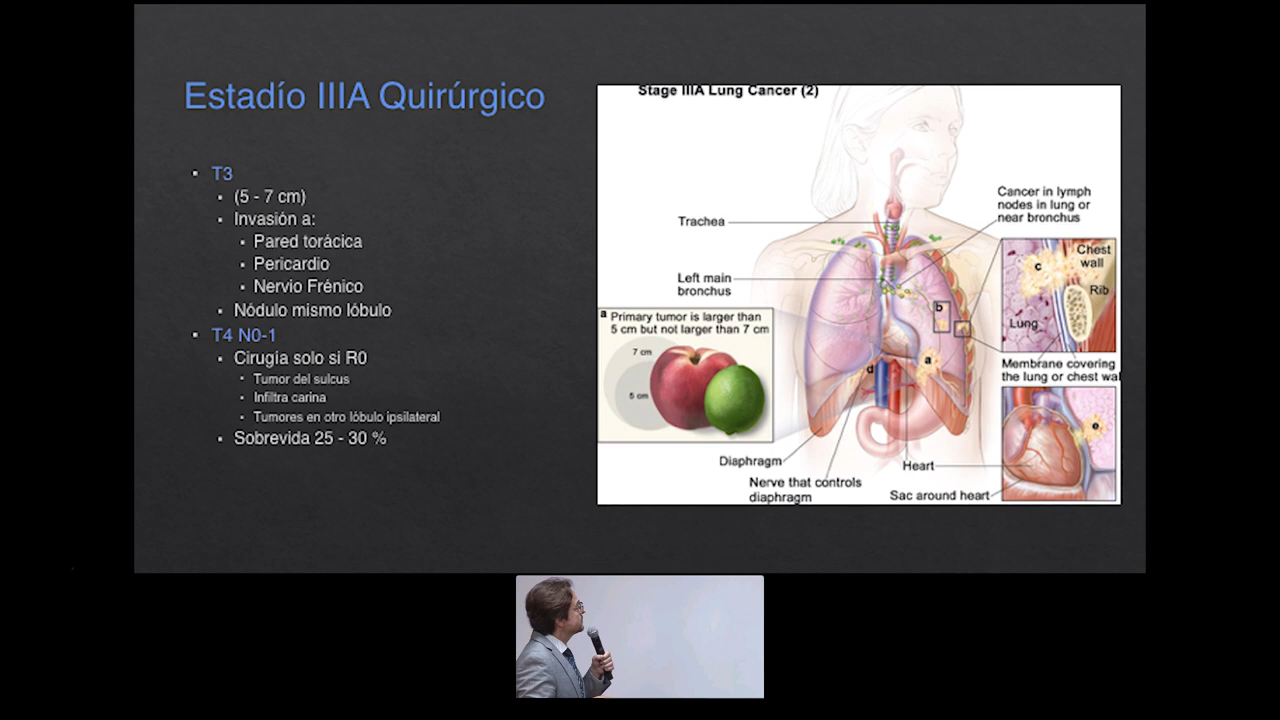 Estadío IIIA Quirúrgico
T3
(5 - 7 cm)
Invasión a:
Pared torácica
Pericardio
Nervio Frénico
Nódulo mismo lóbulo
T4 N0-1
Cirugía solo si R0
Tumor del sulcus
Infiltra carina
Tumores en otro lóbulo ipsilateral
Sobrevida 25 - 30 %
Stage IIIA Lung Cancer (2)
Trachea
Left main
bronchus
Cancer in lymph
nodes in lung or
near bronchus
a
Primary tumor is larger than
5 cm but not larger than 7 cm
7 cm
5 cm
b
a
d
c
Chest
wall
Rib
Lung
Membrane covering
the lung or chest wal
e
Diaphragm
Nerve that controls
diaphragm
Heart
Sac around heart